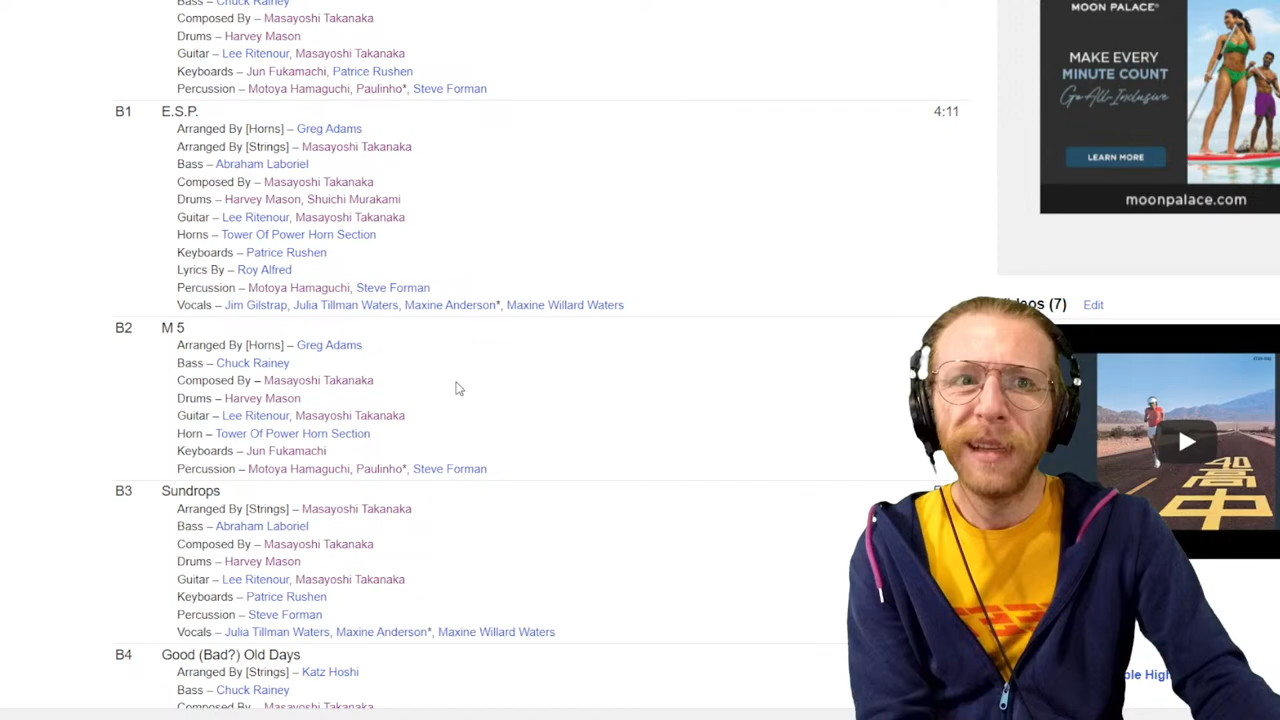 Bass – Chuck Rainey
Composed By – Masayoshi Takanaka
Drums – Harvey Mason
Guitar – Lee Ritenour, Masayoshi Takanaka
Keyboards – Jun Fukamachi, Patrice Rushen
Percussion – Motoya Hamaguchi, Paulinho*, Steve Forman
B1 E.S.P. 4:11
Arranged By [Horns] – Greg Adams
Arranged By [Strings] – Masayoshi Takanaka
Bass – Abraham Laboriel
Composed By – Masayoshi Takanaka
Drums – Harvey Mason, Shuichi Murakami
Guitar – Lee Ritenour, Masayoshi Takanaka
Horns – Tower Of Power Horn Section
Keyboards – Patrice Rushen
Lyrics By – Roy Alfred
Percussion – Motoya Hamaguchi, Steve Forman
Vocals – Jim Gilstrap, Julia Tillman Waters, Maxine Anderson*, Maxine Willard Waters
B2 M 5
Arranged By [Horns] – Greg Adams
Bass – Chuck Rainey
Composed By – Masayoshi Takanaka
Drums – Harvey Mason
Guitar – Lee Ritenour, Masayoshi Takanaka
Horn – Tower Of Power Horn Section
Keyboards – Jun Fukamachi
Percussion – Motoya Hamaguchi, Paulinho*, Steve Forman
B3 Sundrops
Arranged By [Strings] – Masayoshi Takanaka
Bass – Abraham Laboriel
Composed By – Masayoshi Takanaka
Drums – Harvey Mason
Guitar – Lee Ritenour, Masayoshi Takanaka
Keyboards – Patrice Rushen
Percussion – Steve Forman
Vocals – Julia Tillman Waters, Maxine Anderson*, Maxine Willard Waters
B4 Good (Bad?) Old Days
Arranged By [Strings] – Katz Hoshi
Bass – Chuck Rainey
Composed By – Masayoshi Takanaka
MOON PALACE®
MAKE EVERY
MINUTE COUNT
Go All-Inclusive
LEARN MORE
moonpalace.com
(7) Edit
高
中